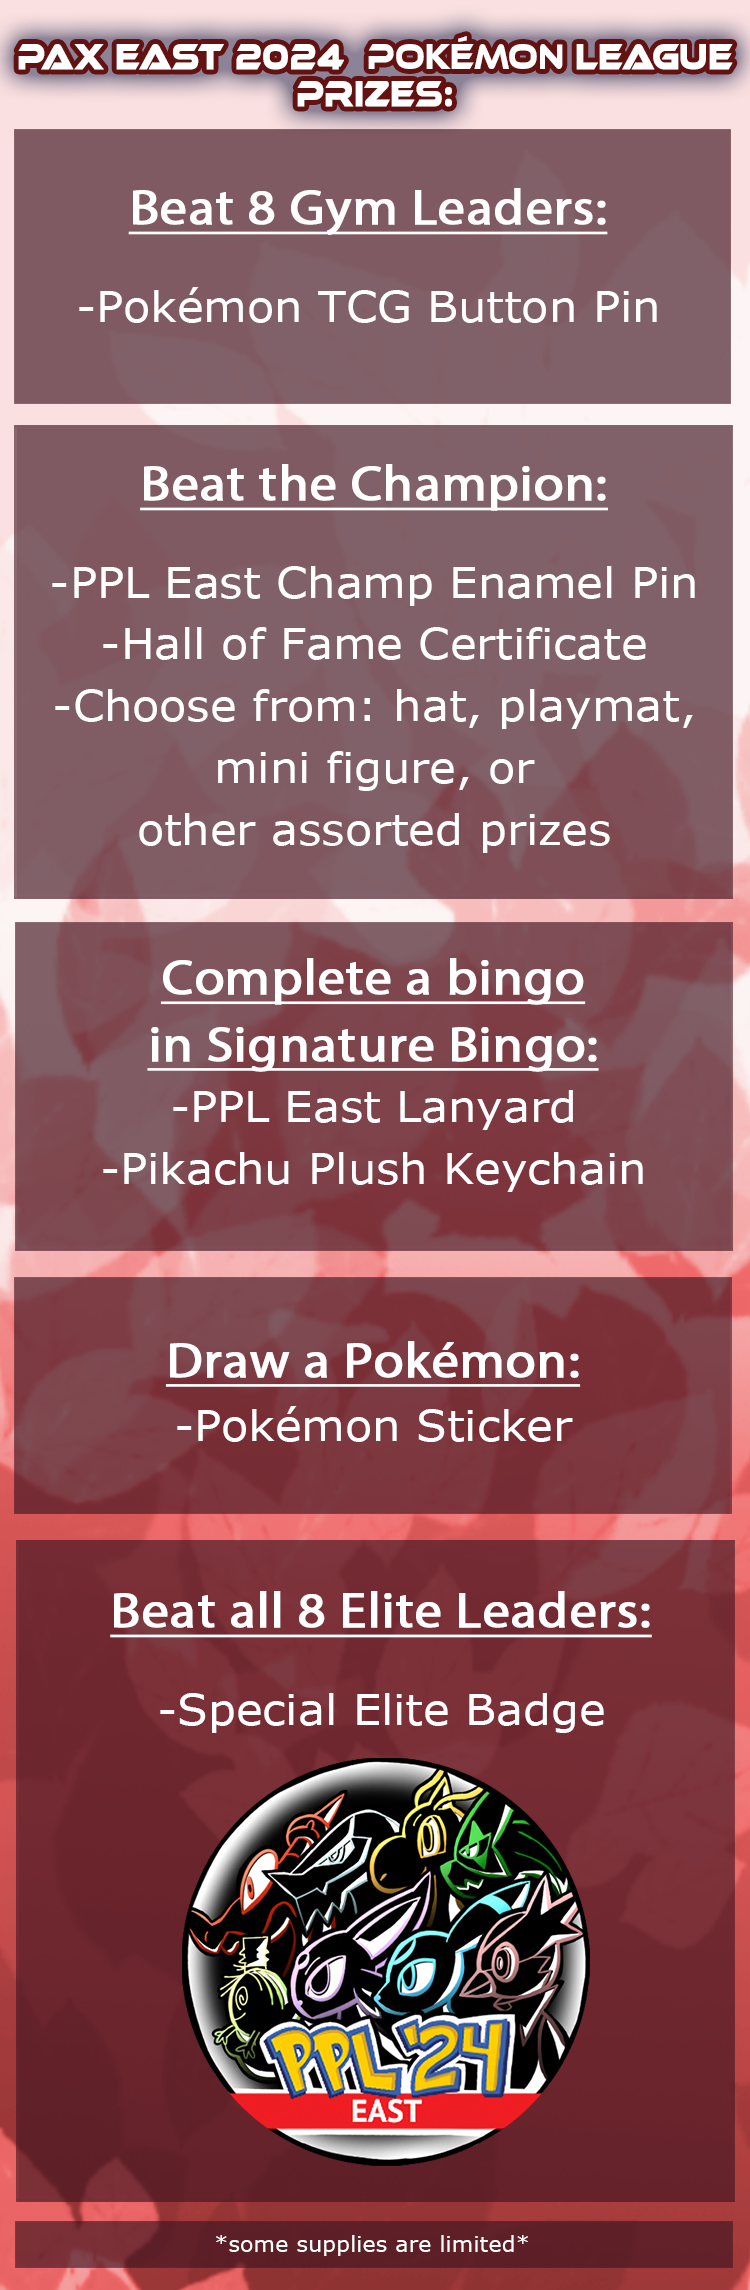 PAX EAST 2024 POKÉMON LEAGUE
PRIZES:
Beat 8 Gym Leaders:
-Pokémon TCG Button Pin
Beat the Champion:
-PPL East Champ Enamel Pin
-Hall of Fame Certificate
-Choose from: hat, playmat,
mini figure, or
other assorted prizes
Complete a bingo
in Signature Bingo:
-PPL East Lanyard
-Pikachu Plush Keychain
Draw a Pokémon:
-Pokémon Sticker
Beat all 8 Elite Leaders:
-Special Elite Badge
PPL '24
EAST
*some supplies are limited*